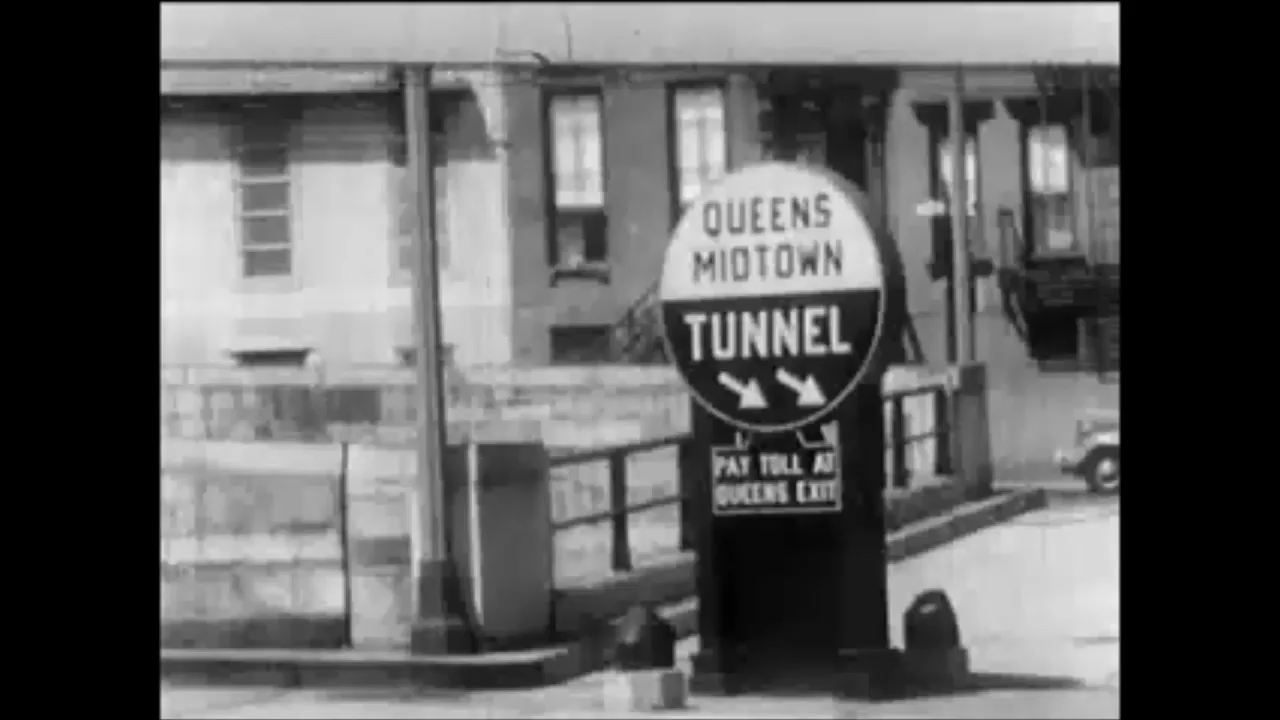 QUEENS
MIDTOWN
TUNNEL
PAY TOLL AT
QUEENS EXIT